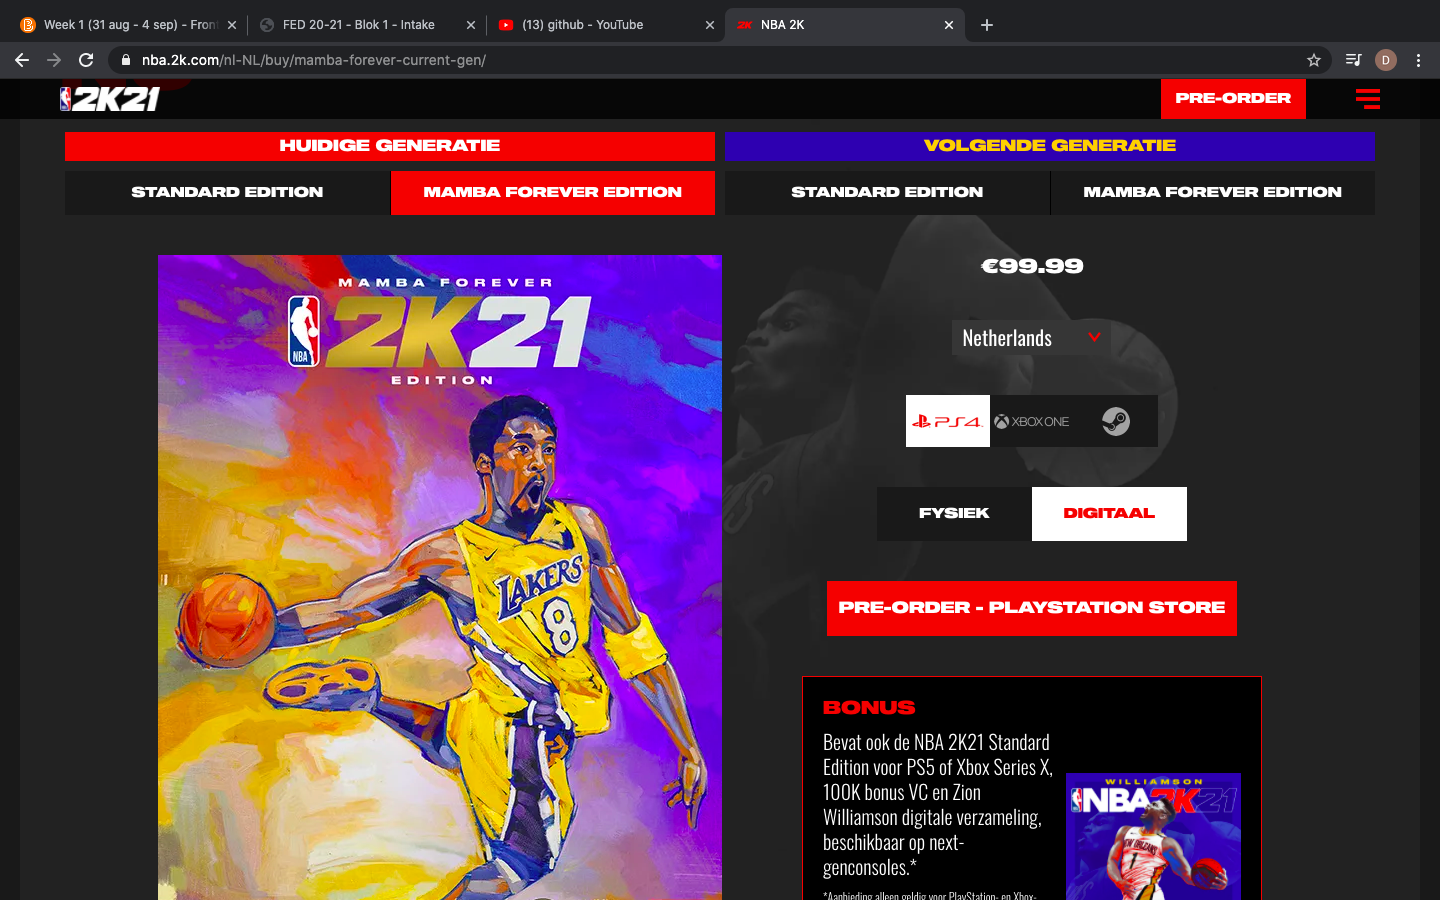 Week 1 (31 aug - 4 sep) - Fron
FED 20-21 - Blok 1 - Intake
(13) github - YouTube
NBA 2K
nba.2k.com/nl-NL/buy/mamba-forever-current-gen/
D
2K21
PRE-ORDER
HUIDIGE GENERATIE
VOLGENDE GENERATIE
STANDARD EDITION
MAMBA FOREVER EDITION
STANDARD EDITION
MAMBA FOREVER EDITION
MAMBA FOREVER
NBA
2K21
EDITION
LAKERS
8
€99.99
Netherlands
PS4
XBOX ONE
FYSIEK
DIGITAAL
PRE-ORDER - PLAYSTATION STORE
BONUS
Bevat ook de NBA 2K21 Standard
Edition voor PS5 of Xbox Series X,
100K bonus VC en Zion
Williamson digitale verzameling,
beschikbaar op next-
genconsoles.*
*Aanbieding alleen geldig voor PlayStation- en Xbox-
WILLIAMSON
NBA 2K21
NEW ORLEANS
1